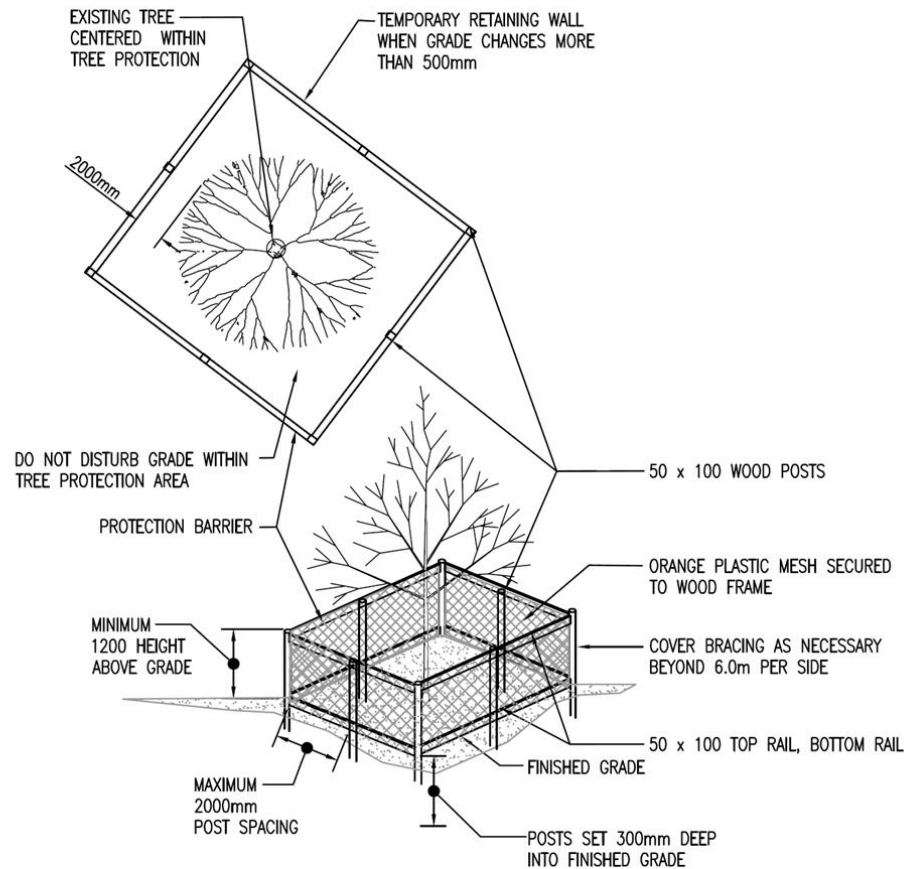 EXISTING TREE
CENTERED WITHIN
TREE PROTECTION
TEMPORARY RETAINING WALL
WHEN GRADE CHANGES MORE
THAN 500mm
2000mm
DO NOT DISTURB GRADE WITHIN
TREE PROTECTION AREA
50 x 100 WOOD POSTS
PROTECTION BARRIER
ORANGE PLASTIC MESH SECURED
TO WOOD FRAME
MINIMUM
1200 HEIGHT
ABOVE GRADE
COVER BRACING AS NECESSARY
BEYOND 6.0m PER SIDE
50 x 100 TOP RAIL, BOTTOM RAIL
FINISHED GRADE
MAXIMUM
2000mm
POST SPACING
POSTS SET 300mm DEEP
INTO FINISHED GRADE